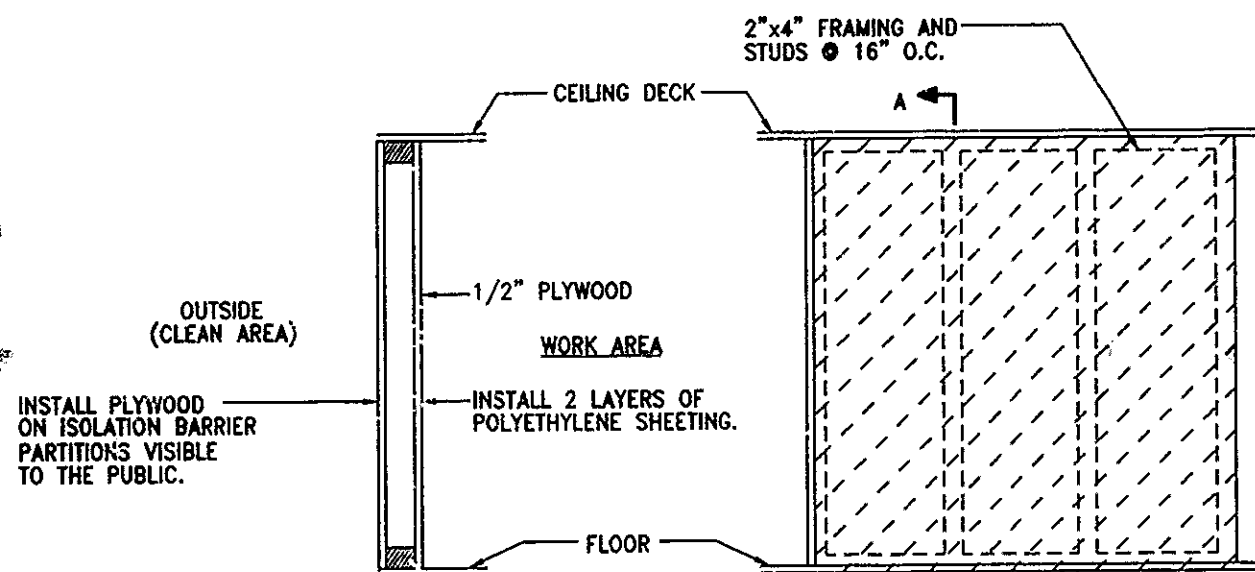 2"x4" FRAMING AND
STUDS @ 16" O.C.
CEILING DECK
A
1/2" PLYWOOD
OUTSIDE
(CLEAN AREA)
WORK AREA
INSTALL PLYWOOD
ON ISOLATION BARRIER
PARTITIONS VISIBLE
TO THE PUBLIC.
INSTALL 2 LAYERS OF
POLYETHYLENE SHEETING.
FLOOR